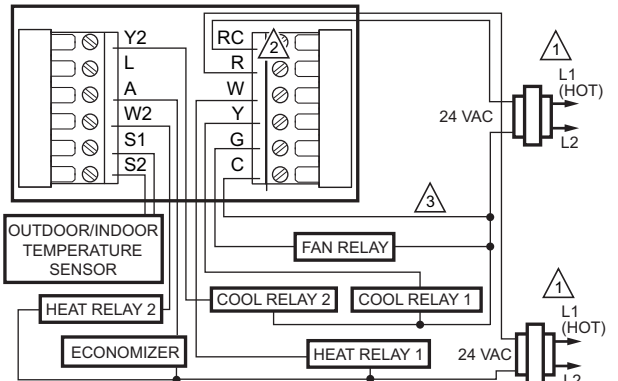 Y2
L
A
W2
S1
S2
RC
R
W
Y
G
C
2
1
L1
(HOT)
24 VAC
L2
3
OUTDOOR/INDOOR
TEMPERATURE
SENSOR
FAN RELAY
HEAT RELAY 2
COOL RELAY 2
COOL RELAY 1
1
L1
(HOT)
ECONOMIZER
HEAT RELAY 1
24 VAC
L2